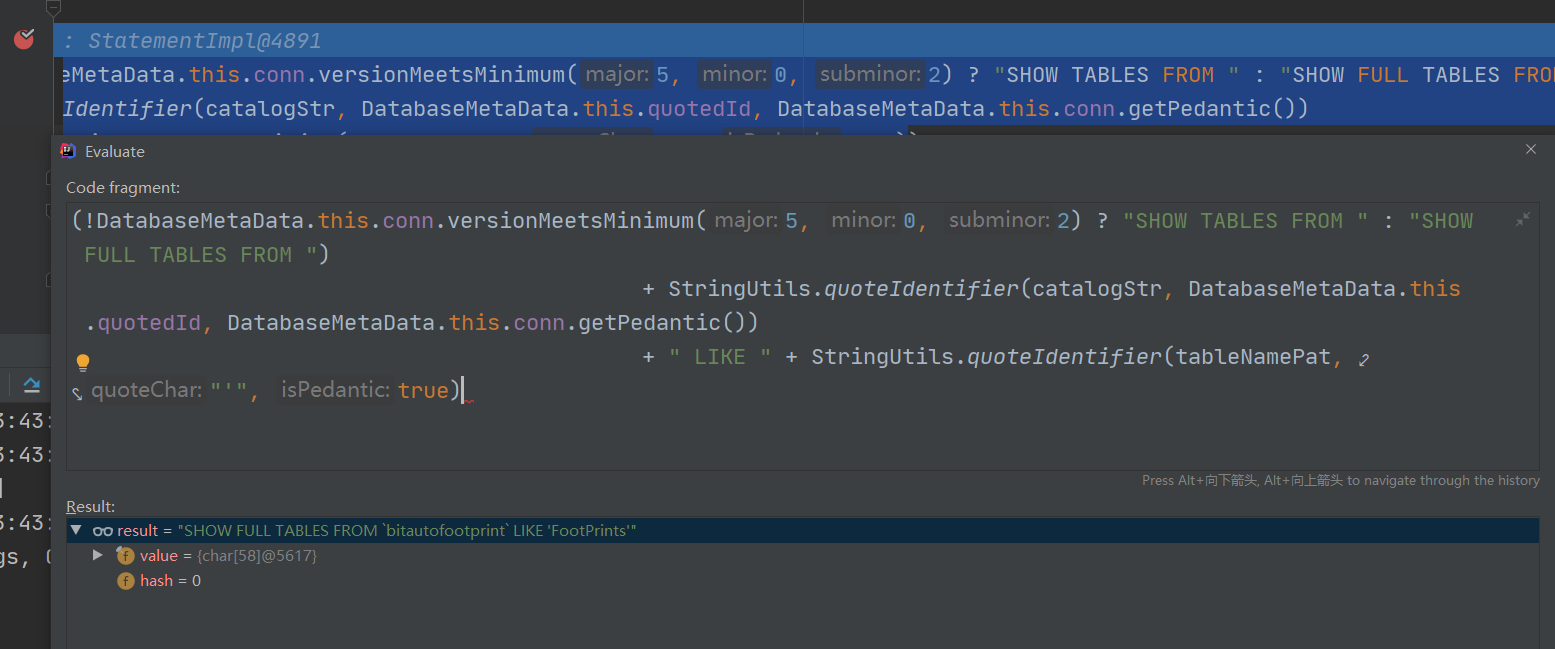 : StatementImpl@4891
eMetaData.this.conn.versionMeetsMinimum( major: 5, minor: 0, subminor: 2) ? "SHOW TABLES FROM " : "SHOW FULL TABLES FRO
Identifier(catalogStr, DatabaseMetaData.this.quotedId, DatabaseMetaData.this.conn.getPedantic())
Evaluate
Code fragment:
(!DatabaseMetaData.this.conn.versionMeetsMinimum( major: 5, minor: 0, subminor: 2) ? "SHOW TABLES FROM " : "SHOW
FULL TABLES FROM ")
+ StringUtils.quoteIdentifier(catalogStr, DatabaseMetaData.this
.quotedId, DatabaseMetaData.this.conn.getPedantic())
+ " LIKE " + StringUtils.quoteIdentifier(tableNamePat,
quoteChar: "'", isPedantic: true)
3:43:
3:43:
3:43:
gs, 0
Press Alt+向下箭头, Alt+向上箭头 to navigate through the history
Result:
result = "SHOW FULL TABLES FROM `bitautofootprint` LIKE 'FootPrints'"
f value = {char[58]@5617}
f hash = 0